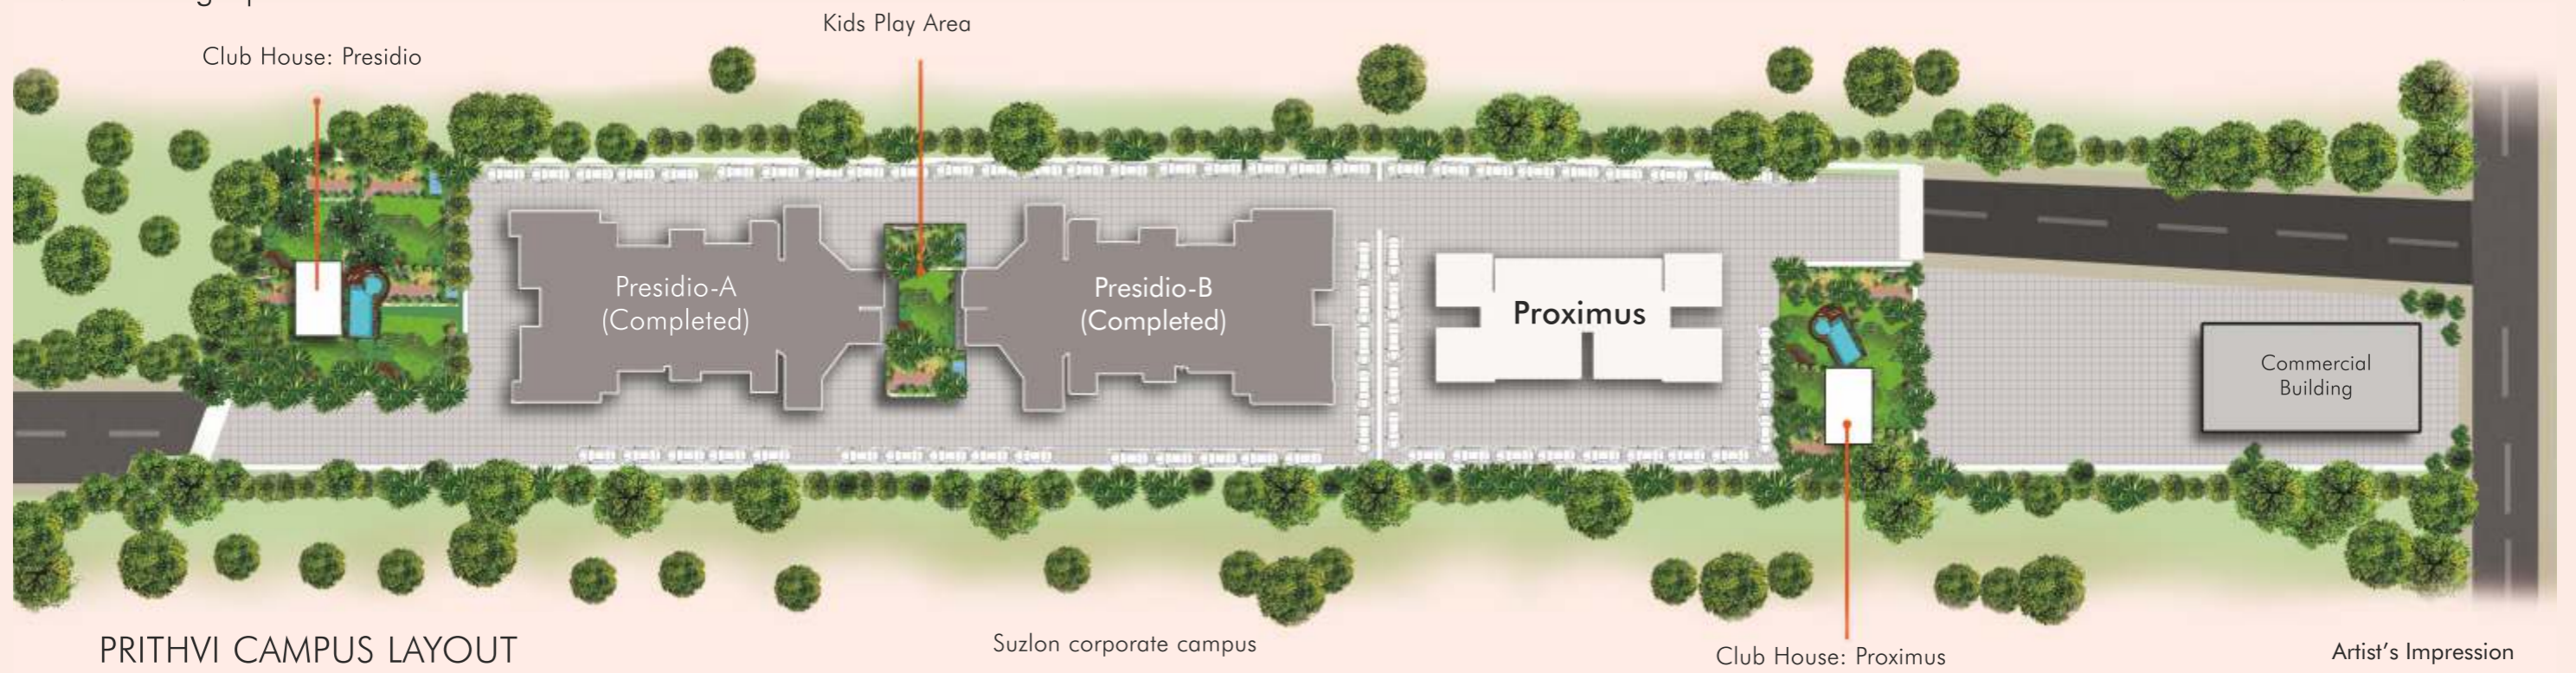 Kids Play Area
Club House: Presidio
Presidio-A
(Completed)
Presidio-B
(Completed)
Proximus
Commercial
Building
PRITHVI CAMPUS LAYOUT
Suzlon corporate campus
Club House: Proximus
Artist's Impression